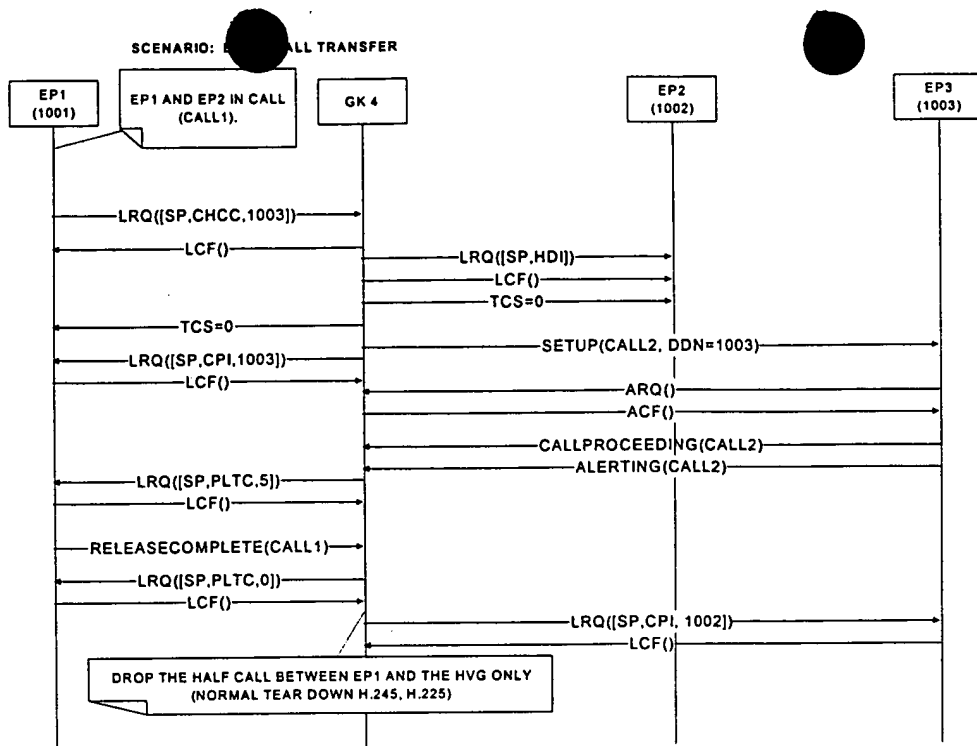 SCENARIO: ALL TRANSFER
EP1
(1001)
EP1 AND EP2 IN CALL
(CALL1).
GK 4
EP2
(1002)
EP3
(1003)
LRQ([SP,CHCC,1003])
LCF()
LRQ([SP,HDI])
LCF()
TCS=0
TCS=0
SETUP(CALL2, DDN=1003)
LRQ([SP,CPI,1003])
LCF()
ARQ()
ACF()
CALLPROCEEDING(CALL2)
ALERTING(CALL2)
LRQ([SP,PLTC,5])
LCF()
RELEASECOMPLETE(CALL1)
LRQ([SP,PLTC,0])
LCF()
LRQ([SP,CPI, 1002])
LCF()
DROP THE HALF CALL BETWEEN EP1 AND THE HVG ONLY
(NORMAL TEAR DOWN H.245, H.225)